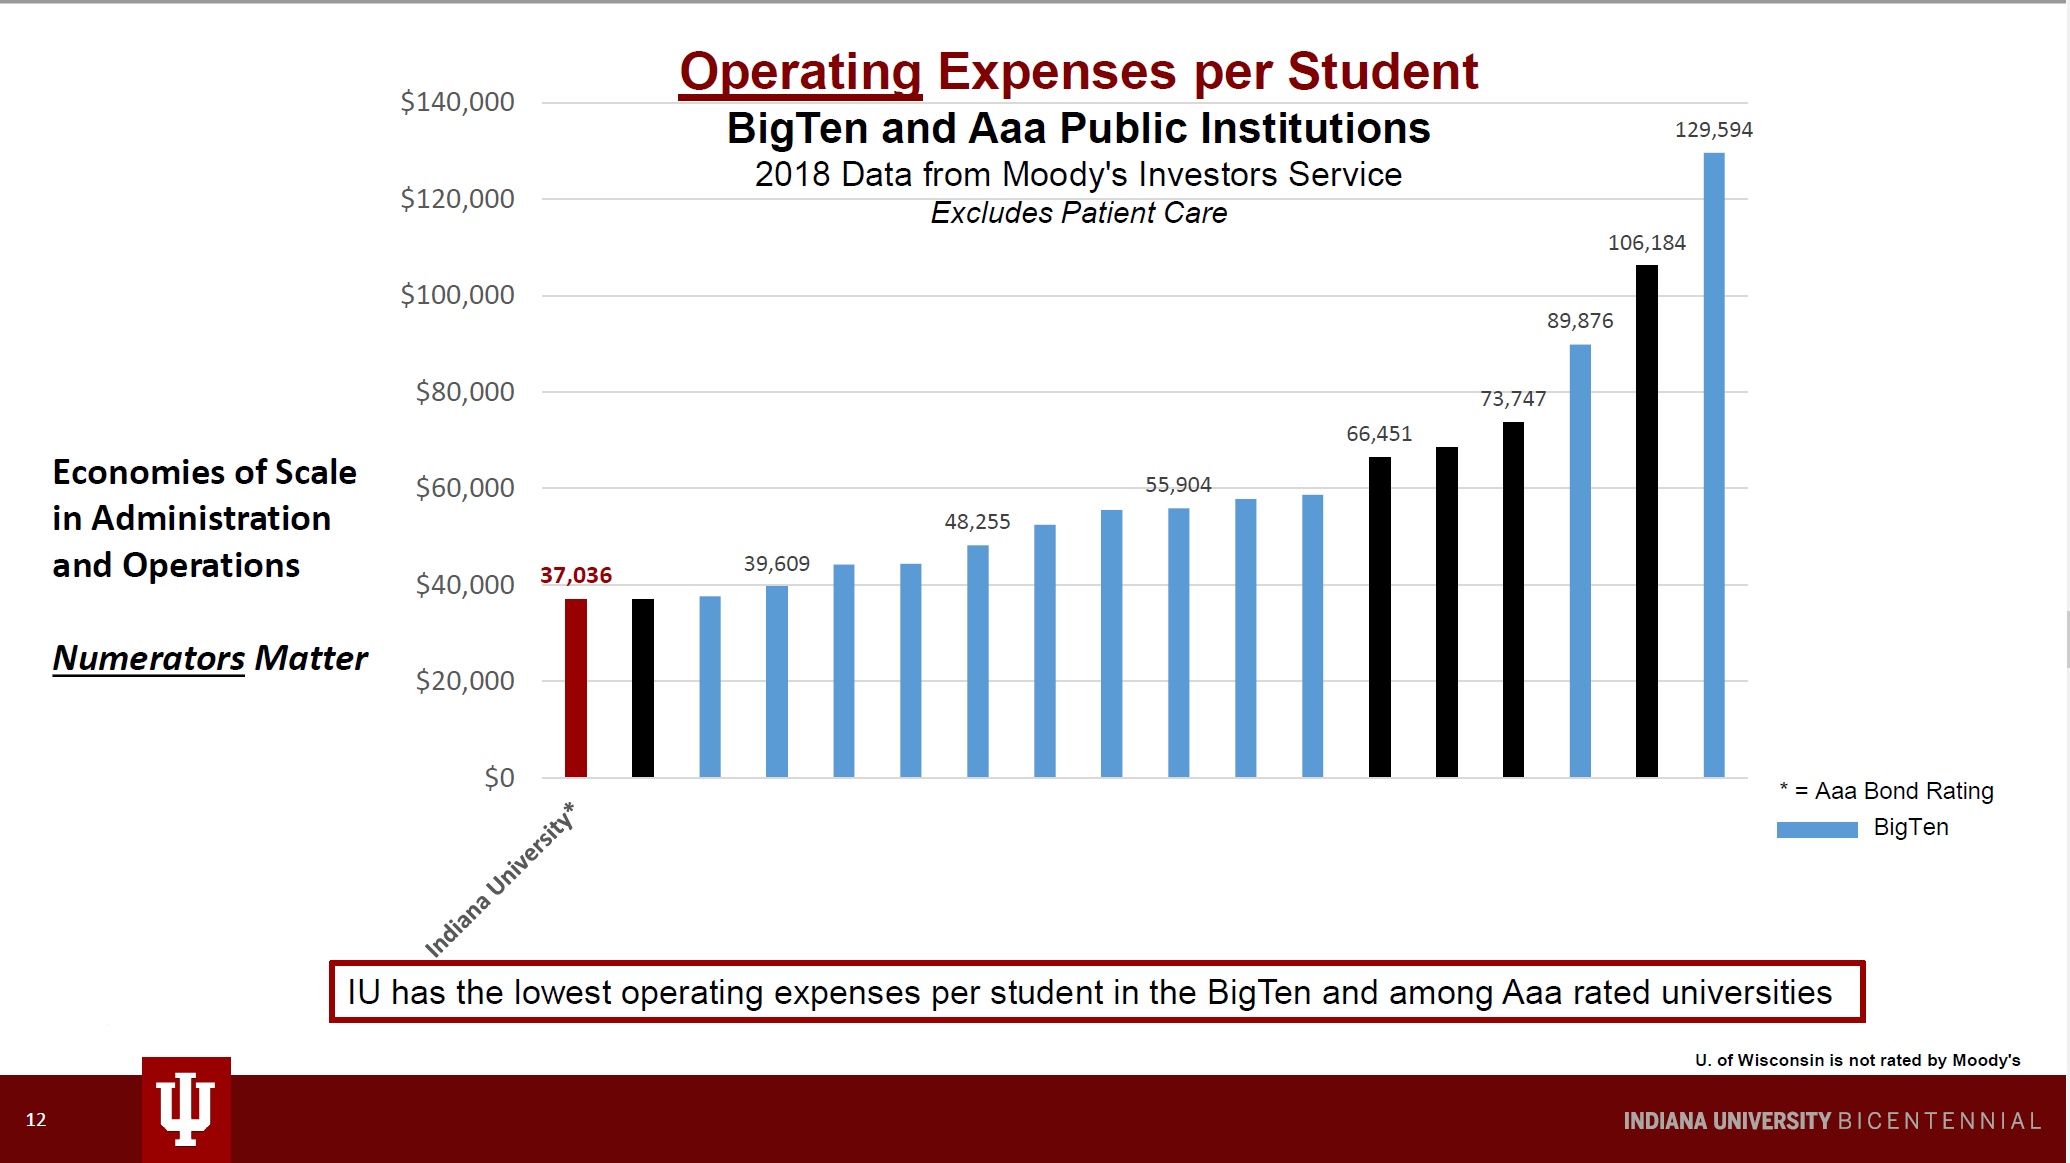 Operating Expenses per Student
BigTen and Aaa Public Institutions
2018 Data from Moody's Investors Service
Excludes Patient Care
$140,000
$120,000
$100,000
$80,000
$60,000
$40,000
$20,000
$0
Economies of Scale
in Administration
and Operations
Numerators Matter
37,036
39,609
48,255
55,904
66,451
73,747
89,876
106,184
129,594
Indiana University*
* = Aaa Bond Rating
BigTen
IU has the lowest operating expenses per student in the BigTen and among Aaa rated universities
U. of Wisconsin is not rated by Moody's
12
INDIANA UNIVERSITY BICENTENNIAL